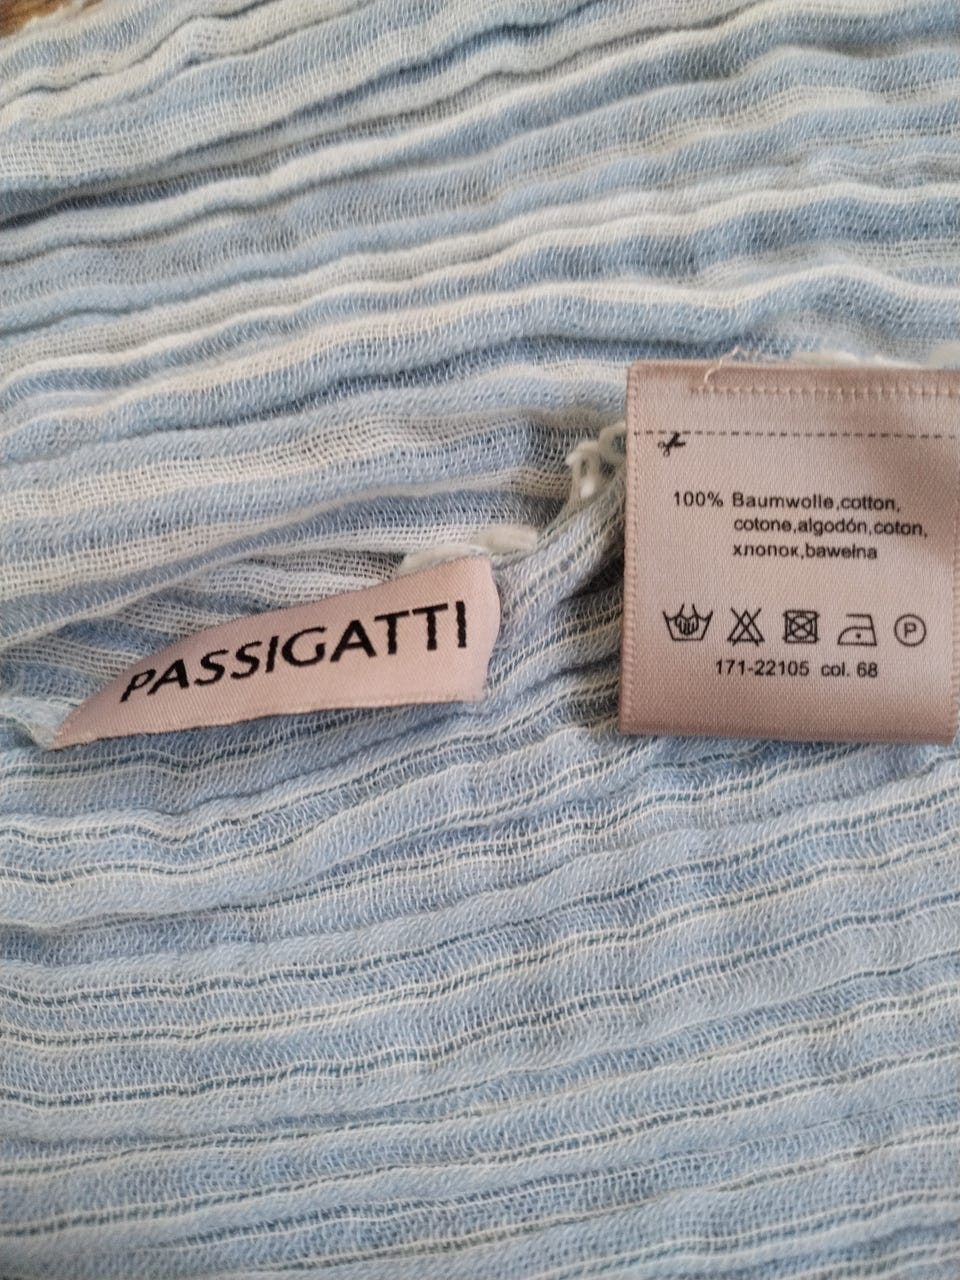 PASSIGATTI
100% Baumwolle,cotton,
cotone,algodón,coton,
хлопок,bawełna
P
171-22105 col. 68